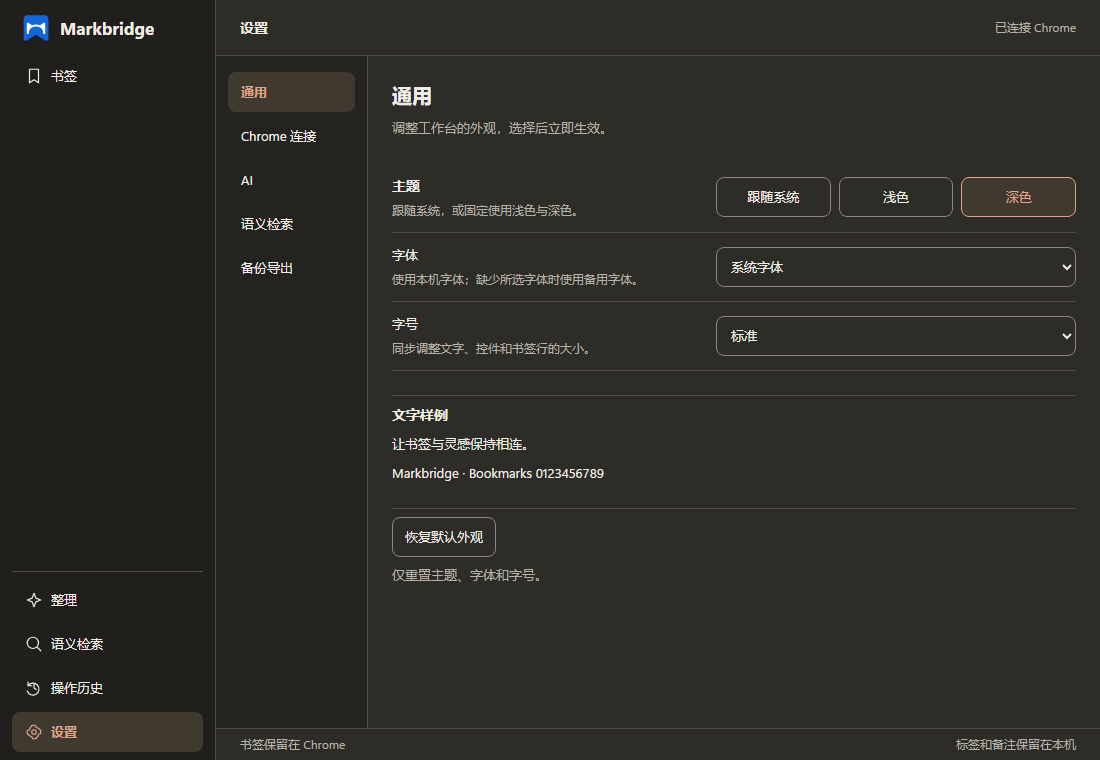 Markbridge
书签
整理
语义检索
操作历史
设置
设置
已连接 Chrome
通用
Chrome 连接
AI
语义检索
备份导出
通用
调整工作台的外观，选择后立即生效。
主题
跟随系统，或固定使用浅色与深色。
跟随系统
浅色
深色
字体
使用本机字体；缺少所选字体时使用备用字体。
系统字体
字号
同步调整文字、控件和书签行的大小。
标准
文字样例
让书签与灵感保持相连。
Markbridge · Bookmarks 0123456789
恢复默认外观
仅重置主题、字体和字号。
书签保留在 Chrome
标签和备注保留在本机